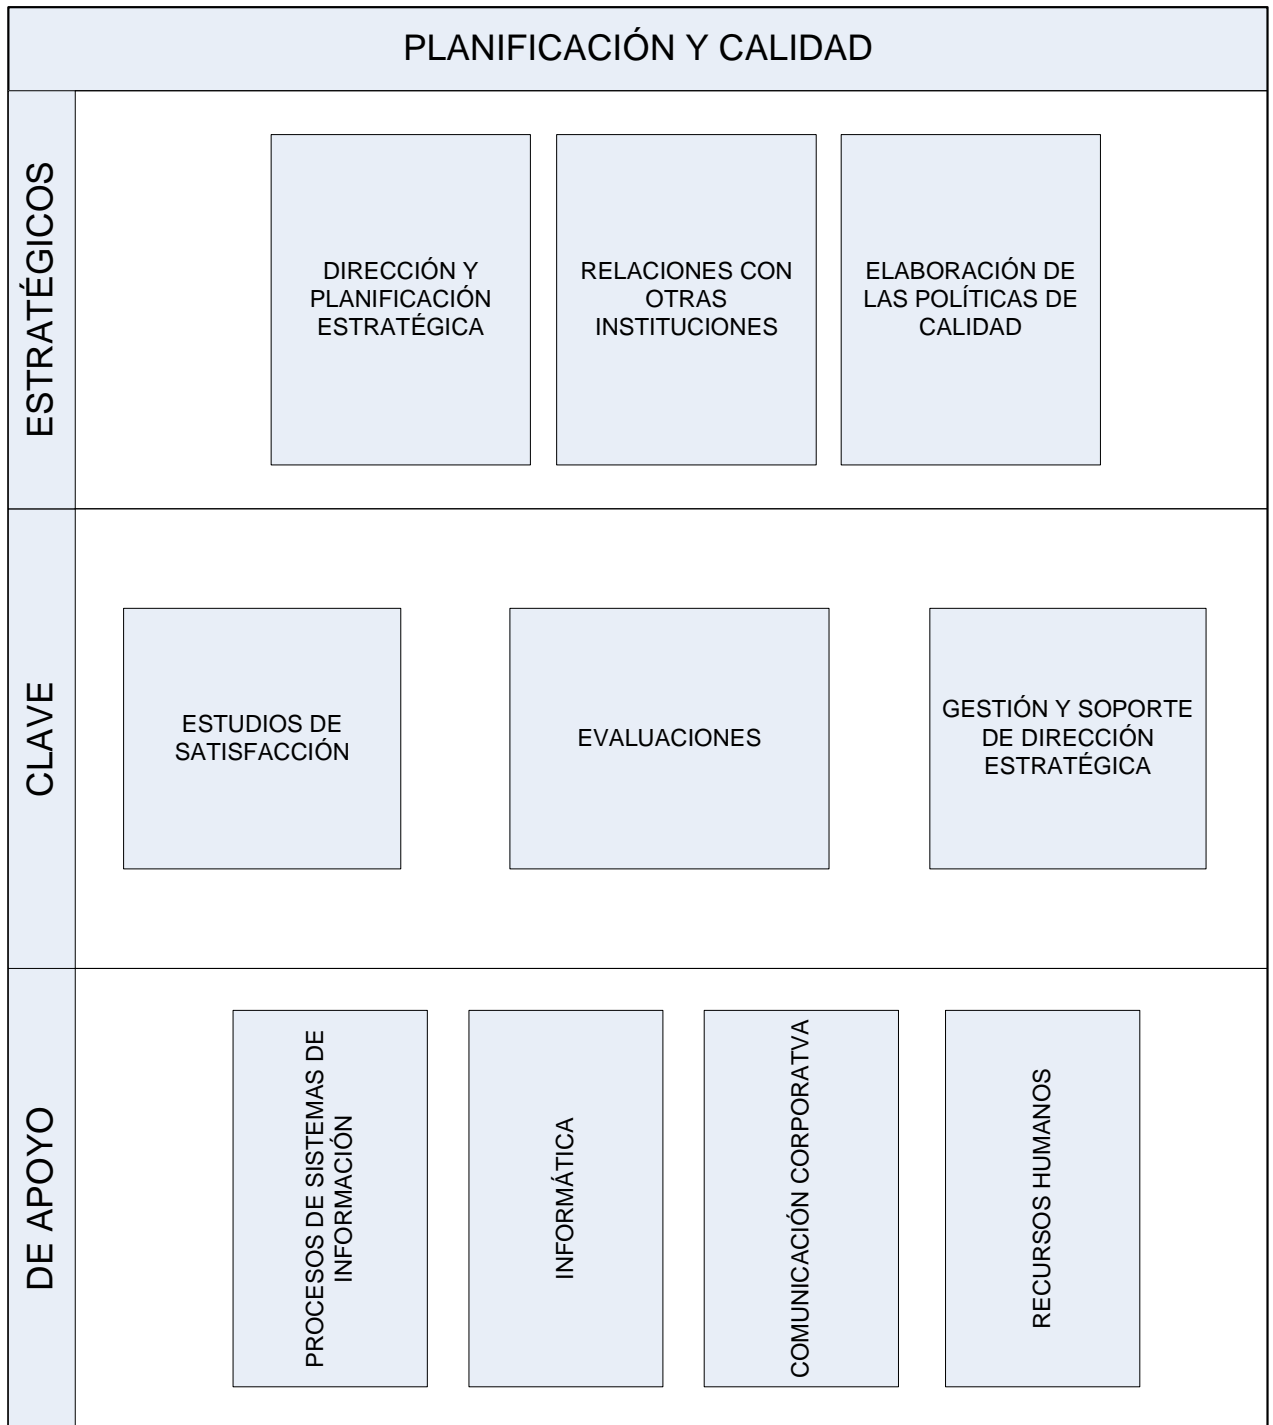 PLANIFICACIÓN Y CALIDAD
ESTRATÉGICOS
DIRECCIÓN Y
PLANIFICACIÓN
ESTRATÉGICA
RELACIONES CON
OTRAS
INSTITUCIONES
ELABORACIÓN DE
LAS POLÍTICAS DE
CALIDAD
CLAVE
ESTUDIOS DE
SATISFACCIÓN
EVALUACIONES
GESTIÓN Y SOPORTE
DE DIRECCIÓN
ESTRATÉGICA
DE APOYO
PROCESOS DE SISTEMAS DE
INFORMACIÓN
INFORMÁTICA
COMUNICACIÓN CORPORATVA
RECURSOS HUMANOS